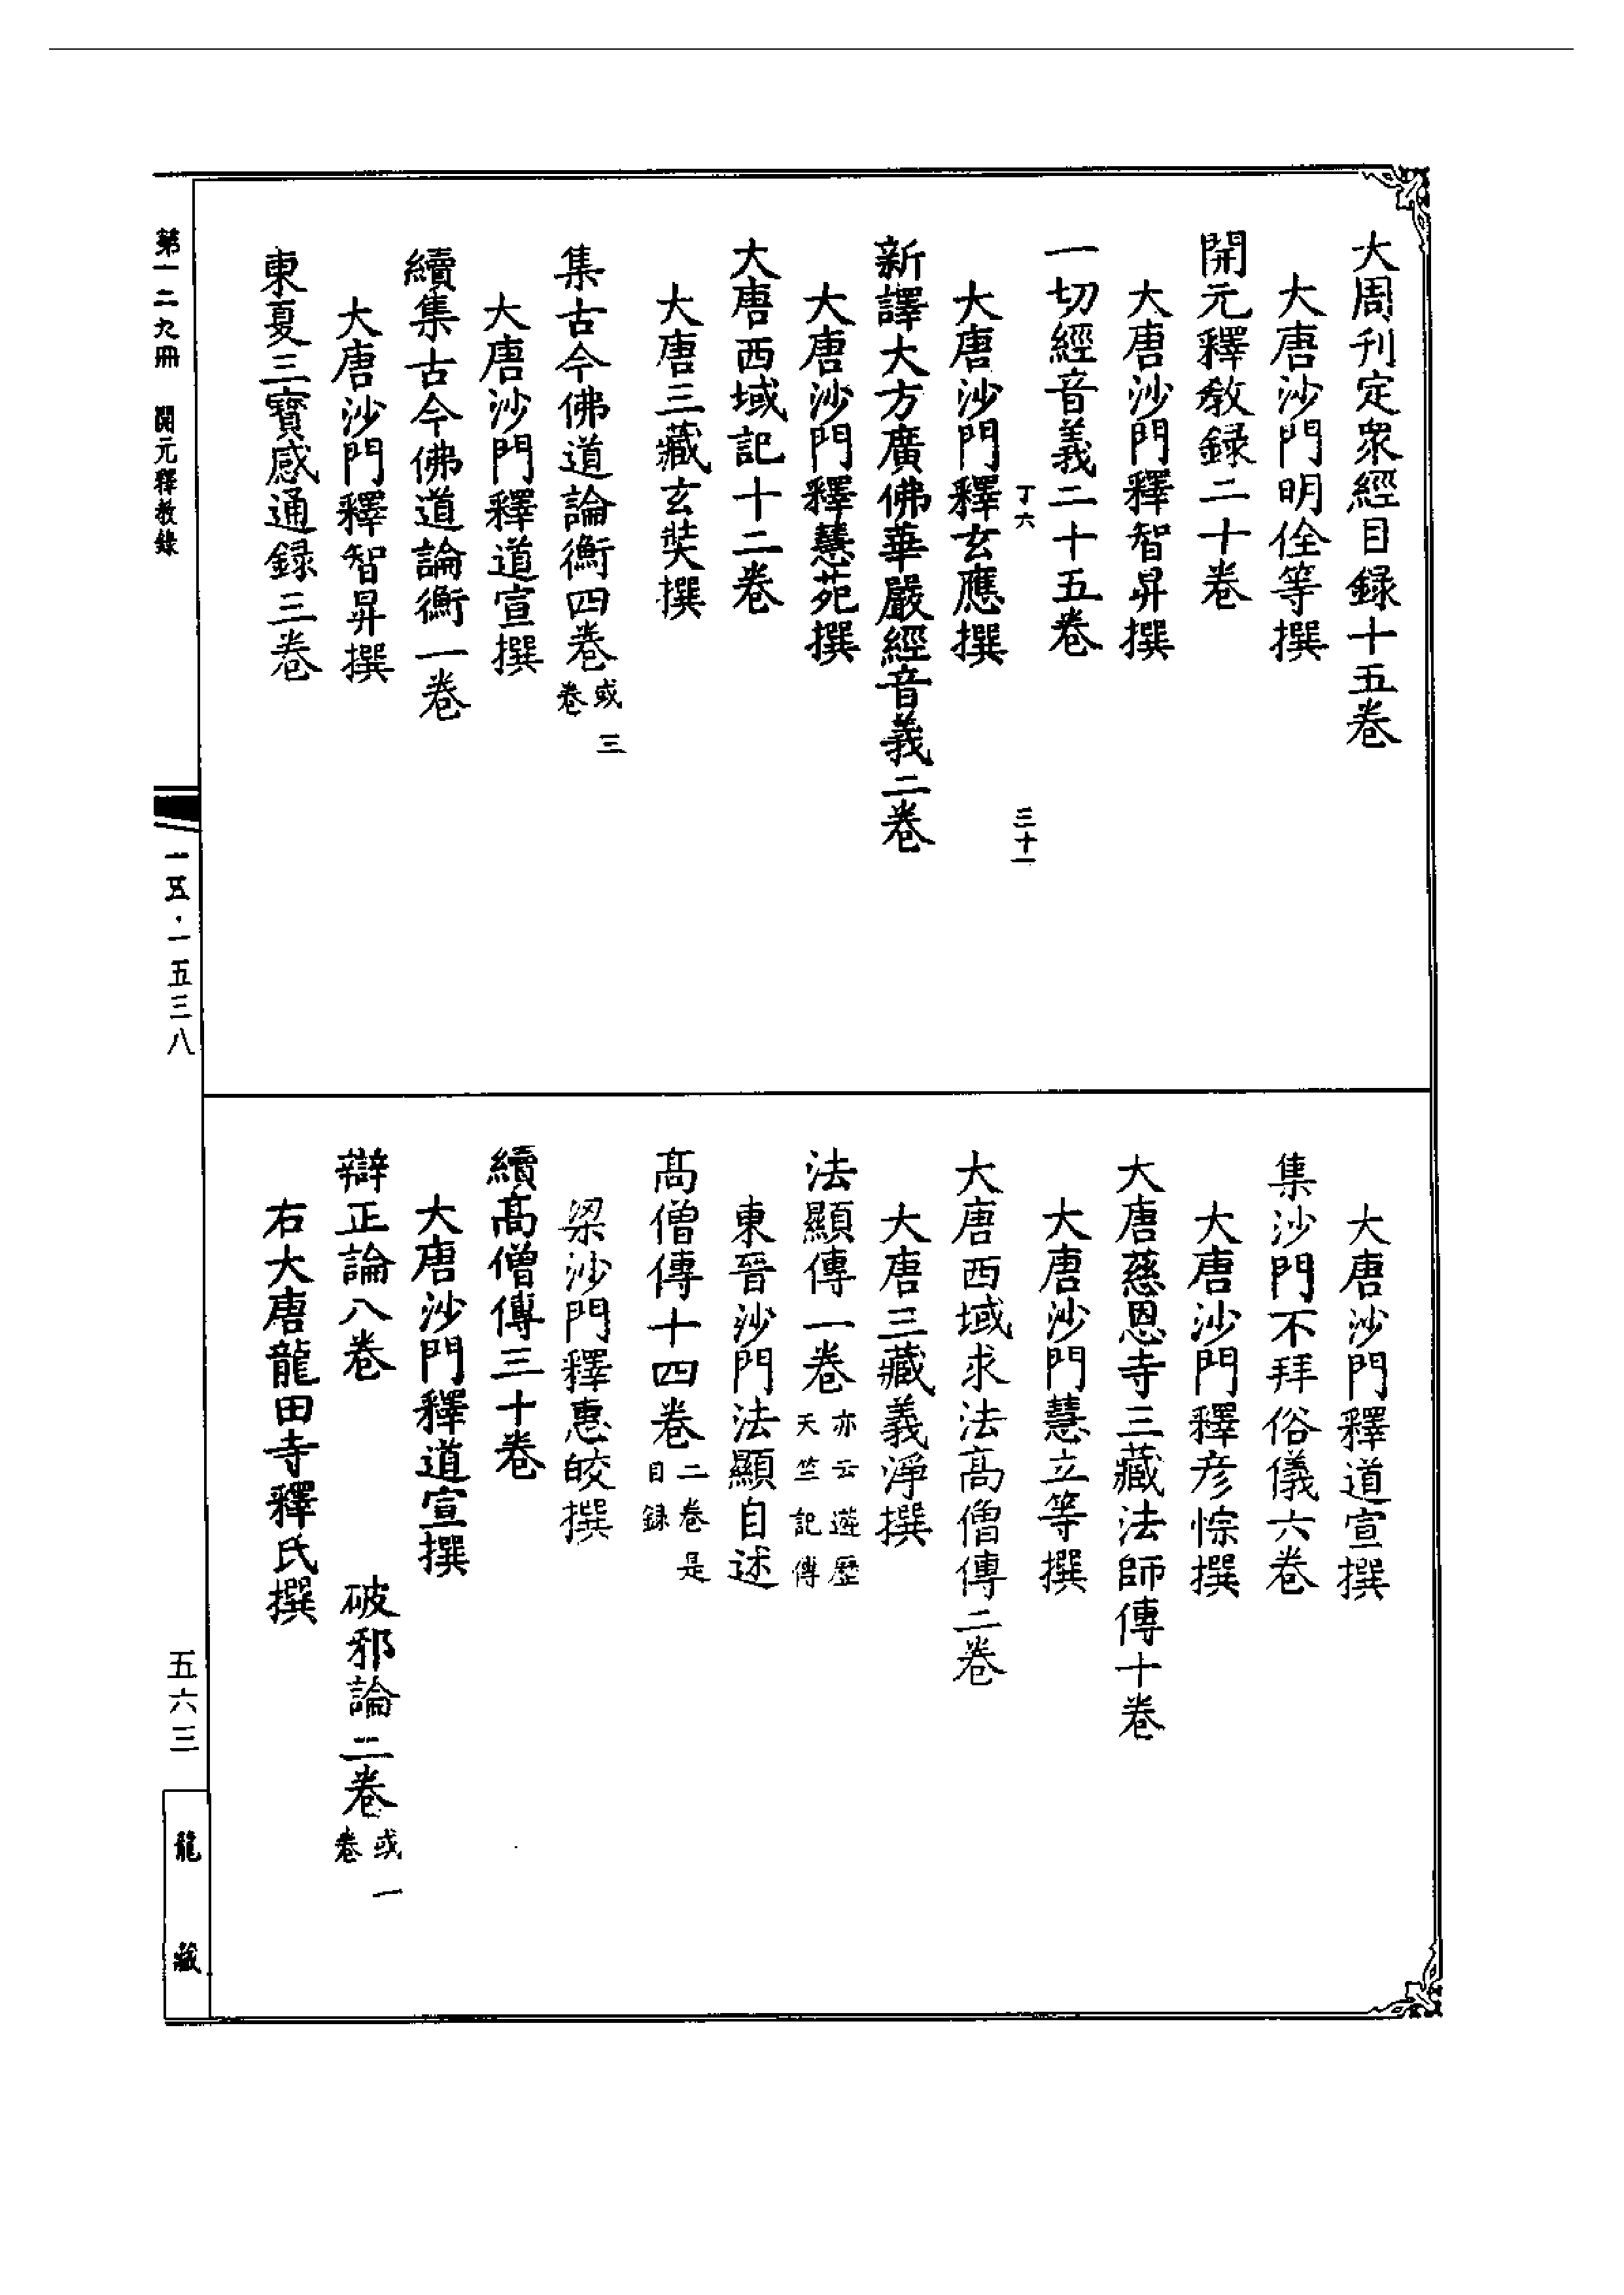 大周刊定衆經目録十五卷
大唐沙門明佺等撰
開元釋敎録二十卷
大唐沙門釋智昇撰
一切經音義二十五卷
丁六
三十一
大唐沙門釋玄應撰
新譯大方廣佛華嚴經音義二卷
大唐沙門釋慧苑撰
大唐西域記十二卷
大唐三藏玄奘撰
集古今佛道論衡四卷或三卷
大唐沙門釋道宣撰
續集古今佛道論衡一卷
大唐沙門釋智昇撰
東夏三寶感通録三卷
大唐沙門釋道宣撰
集沙門不拜俗儀六卷
大唐沙門釋彦悰撰
大唐慈恩寺三藏法師傳十卷
大唐沙門慧立等撰
大唐西域求法髙僧傳二卷
大唐三藏義淨撰
法顯傳一卷亦云遊歷天竺記傳
東晉沙門法顯自述
髙僧傳十四卷二卷是目録
梁沙門釋惠皎撰
續髙僧傳三十卷
大唐沙門釋道宣撰
辯正論八卷　破邪論二卷或一卷
右大唐龍田寺釋氏撰
第一二九冊　開元釋教錄
一五·一五三八
五六三
龍藏